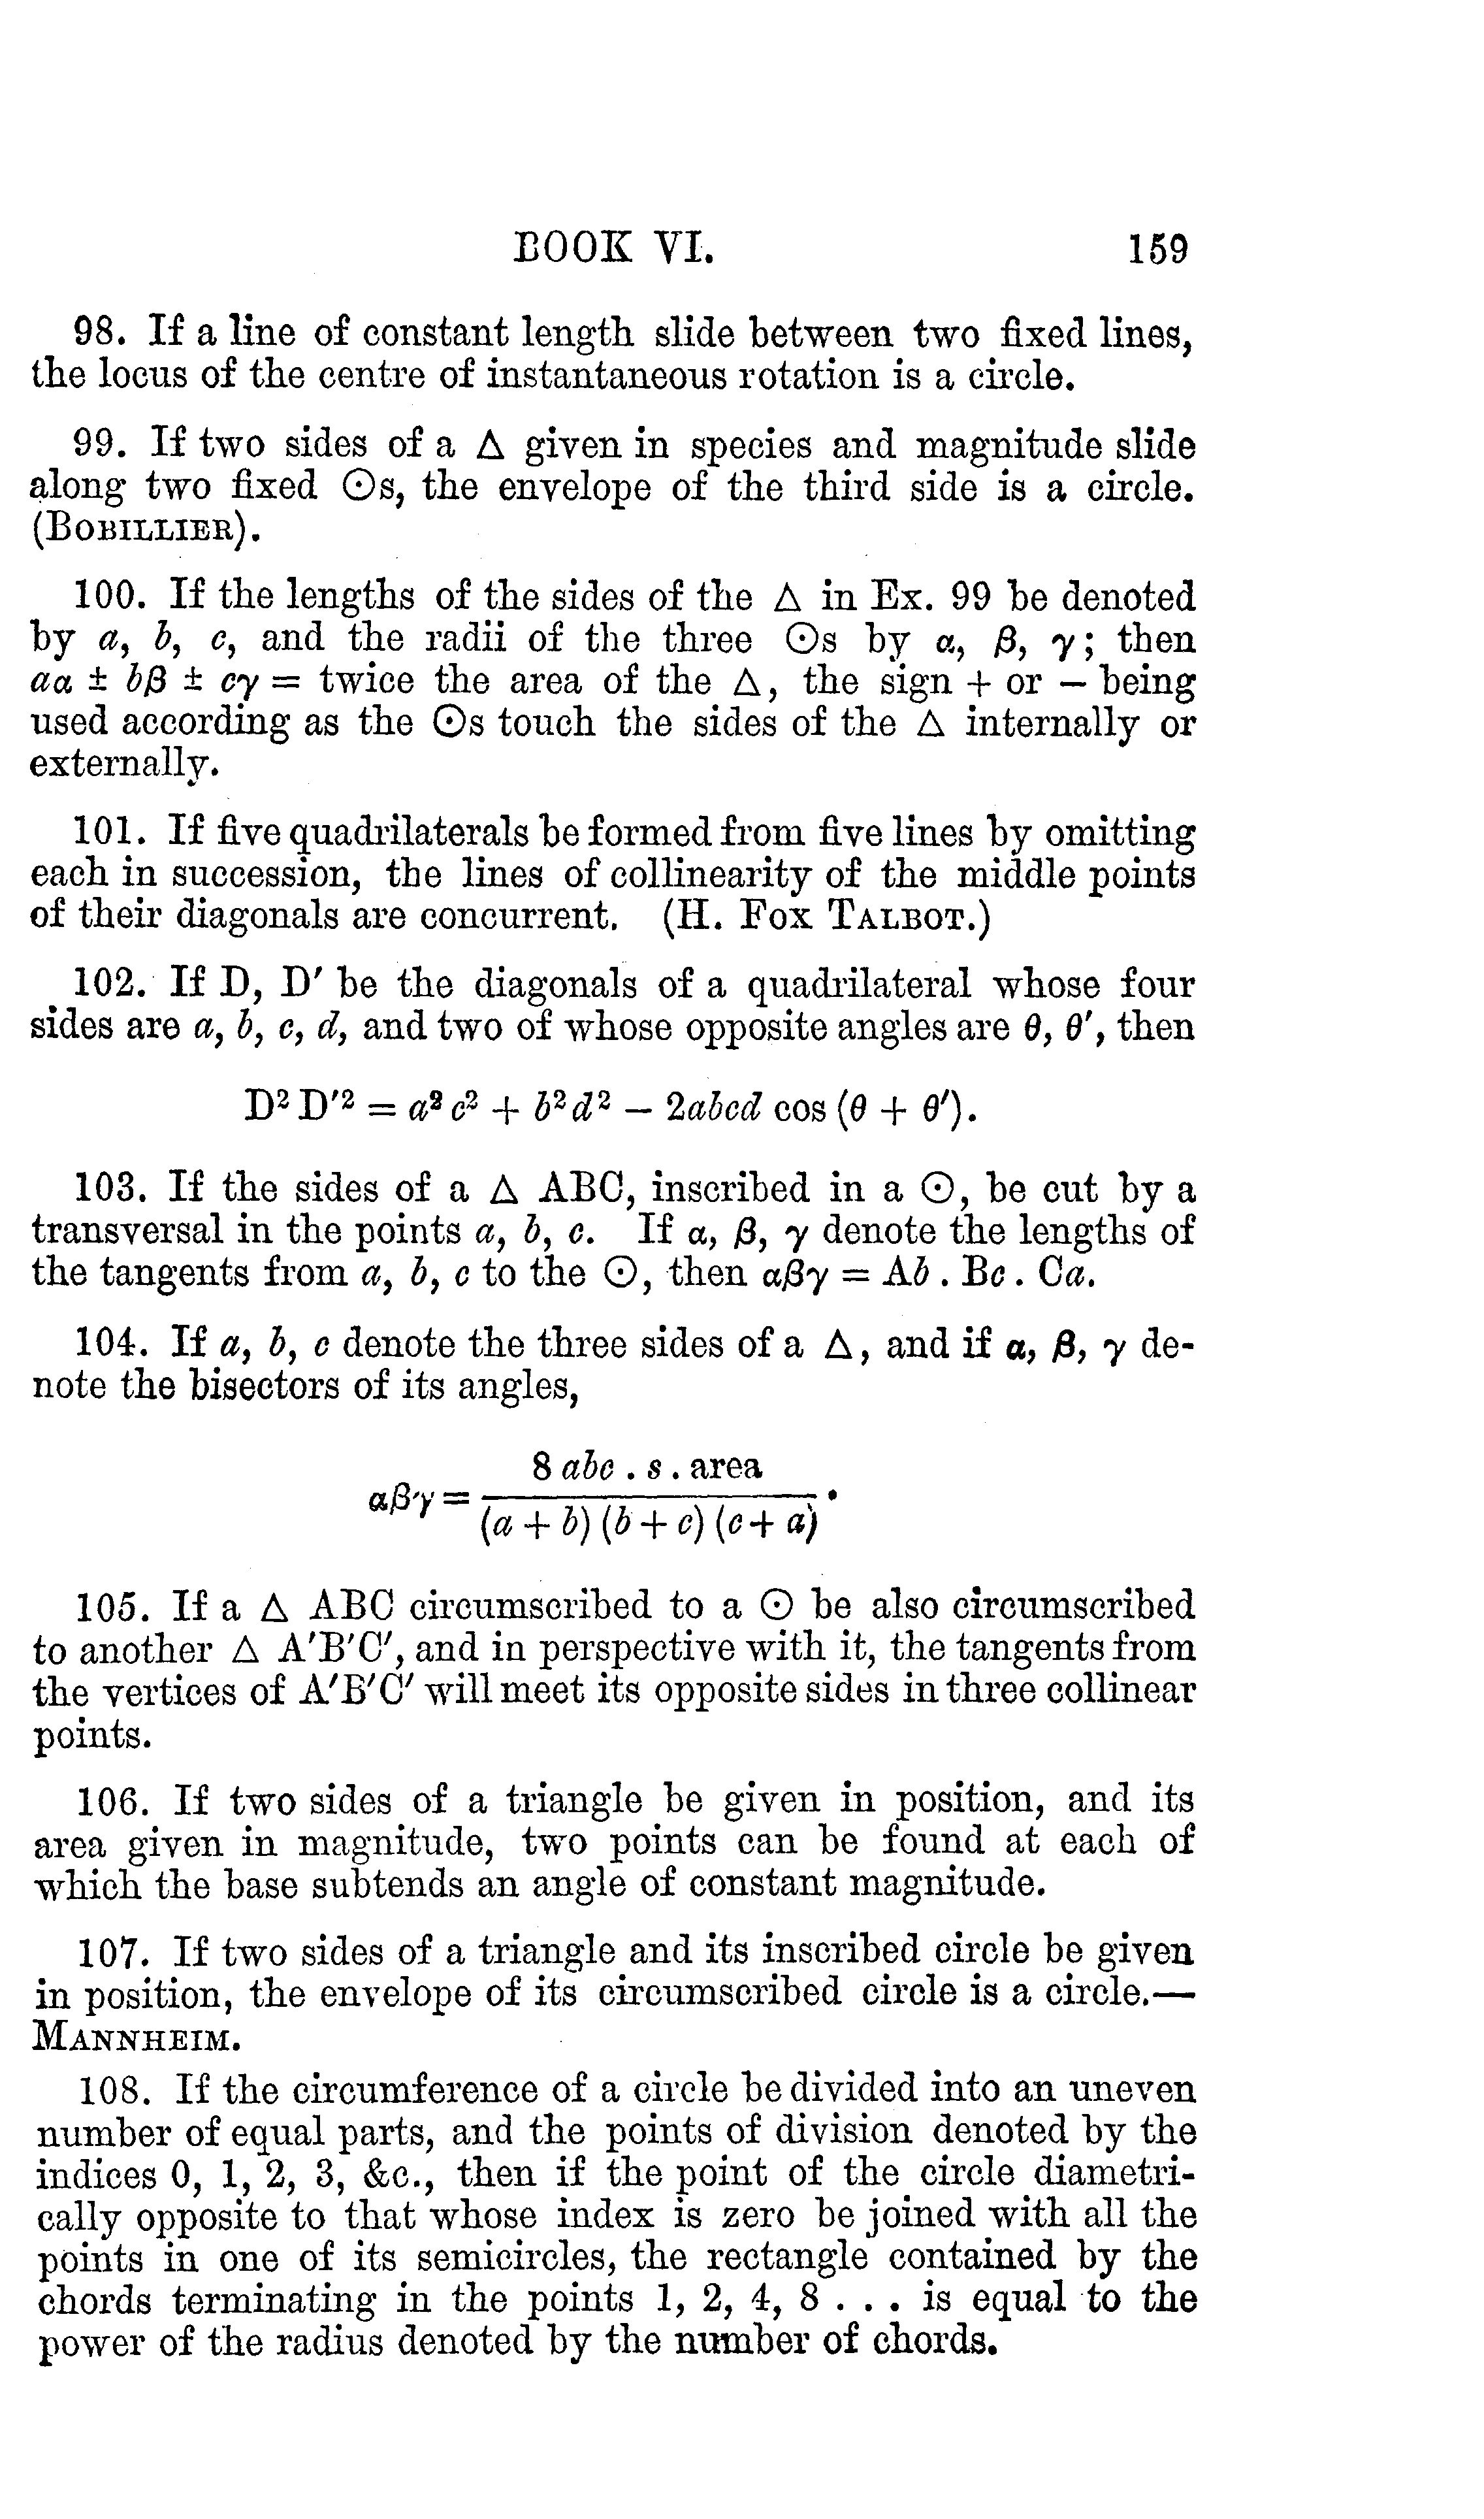 BOOK VI. 159
98. If a line of constant length slide between two fixed lines,
the locus of the centre of instantaneous rotation is a circle.
99. If two sides of a △ given in species and magnitude slide
along two fixed ⊙s, the envelope of the third side is a circle.
(BOBILLIER).
100. If the lengths of the sides of the △ in Ex. 99 be denoted
by a, b, c, and the radii of the three ⊙s by α, β, γ; then
aα ± bβ ± cγ = twice the area of the △, the sign + or − being
used according as the ⊙s touch the sides of the △ internally or
externally.
101. If five quadrilaterals be formed from five lines by omitting
each in succession, the lines of collinearity of the middle points
of their diagonals are concurrent. (H. FOX TALBOT.)
102. If D, D′ be the diagonals of a quadrilateral whose four
sides are a, b, c, d, and two of whose opposite angles are θ, θ′, then
D² D′² = a² c² + b² d² − 2abcd cos (θ + θ′).
103. If the sides of a △ ABC, inscribed in a ⊙, be cut by a
transversal in the points a, b, c. If α, β, γ denote the lengths of
the tangents from a, b, c to the ⊙, then αβγ = Ab . Bc . Ca.
104. If a, b, c denote the three sides of a △, and if α, β, γ de-
note the bisectors of its angles,
8 abc . s . area
αβγ = ─────────.
(a + b) (b + c) (c + a)
105. If a △ ABC circumscribed to a ⊙ be also circumscribed
to another △ A′B′C′, and in perspective with it, the tangents from
the vertices of A′B′C′ will meet its opposite sides in three collinear
points.
106. If two sides of a triangle be given in position, and its
area given in magnitude, two points can be found at each of
which the base subtends an angle of constant magnitude.
107. If two sides of a triangle and its inscribed circle be given
in position, the envelope of its circumscribed circle is a circle.—
MANNHEIM.
108. If the circumference of a circle be divided into an uneven
number of equal parts, and the points of division denoted by the
indices 0, 1, 2, 3, &c., then if the point of the circle diametri-
cally opposite to that whose index is zero be joined with all the
points in one of its semicircles, the rectangle contained by the
chords terminating in the points 1, 2, 4, 8 . . . is equal to the
power of the radius denoted by the number of chords.